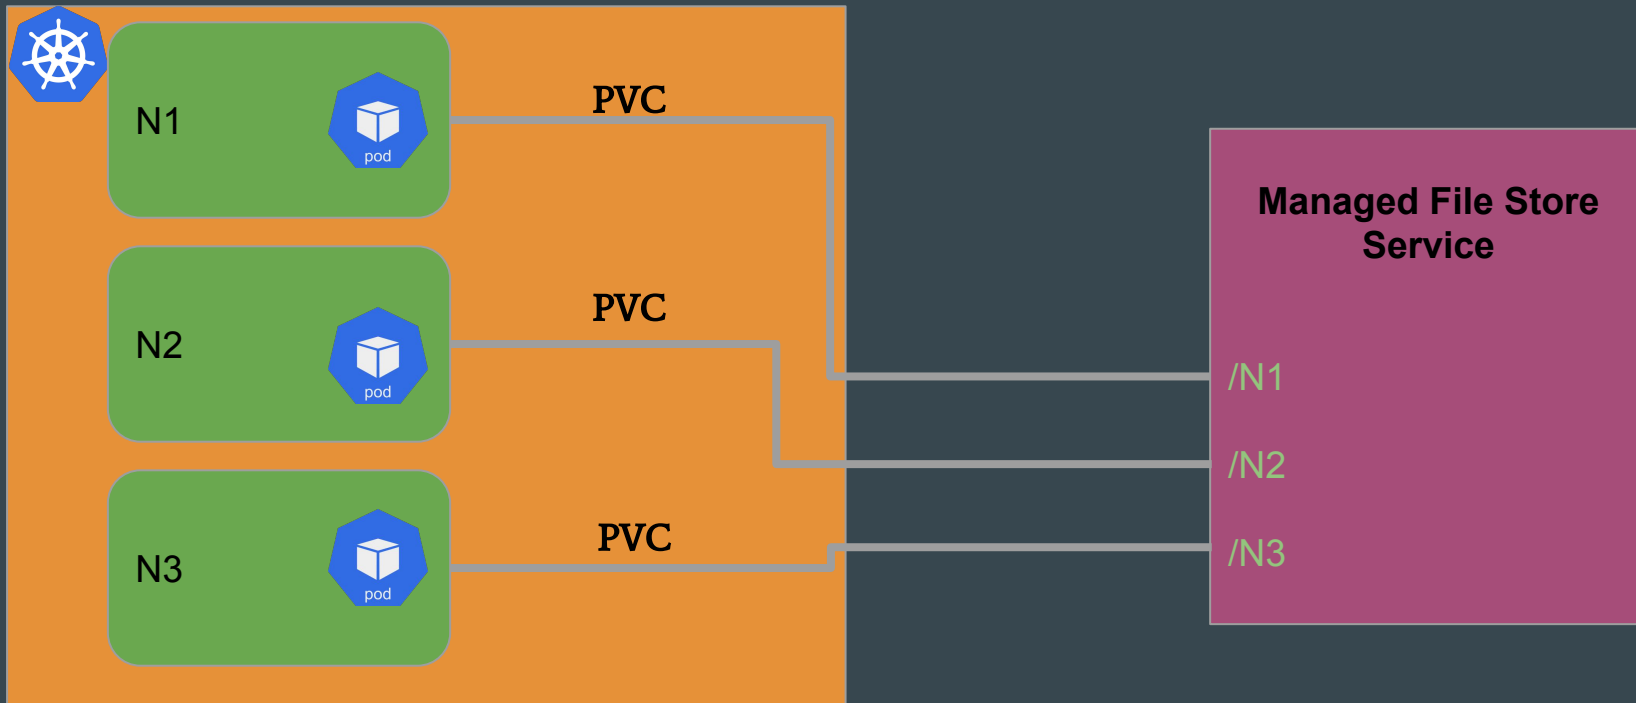 N1
pod
PVC
N2
pod
PVC
N3
pod
PVC
Managed File Store
Service
/N1
/N2
/N3